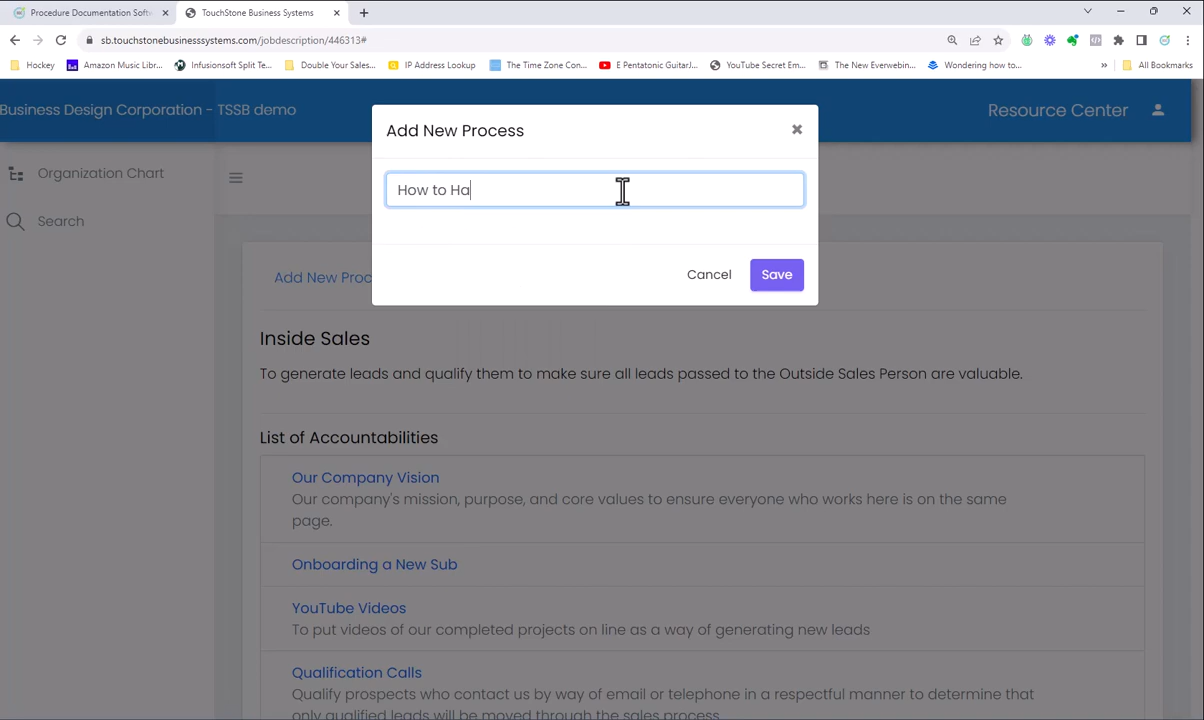 Procedure Documentation Softw
TouchStone Business Systems
sb.touchstonebusinesssystems.com/jobdescription/446313#
Hockey
Amazon Music Libr...
Infusionsoft Split Te...
Double Your Sales...
IP Address Lookup
The Time Zone Con...
E Pentatonic GuitarJ...
YouTube Secret Em...
The New Everwebin...
Wondering how to...
»
All Bookmarks
Business Design Corporation - TSSB demo
Resource Center
Organization Chart
Search
Add New Process
How to Ha
Cancel
Save
Add New Proc
Inside Sales
To generate leads and qualify them to make sure all leads passed to the Outside Sales Person are valuable.
List of Accountabilities
Our Company Vision
Our company's mission, purpose, and core values to ensure everyone who works here is on the same
page.
Onboarding a New Sub
YouTube Videos
To put videos of our completed projects on line as a way of generating new leads
Qualification Calls
Qualify prospects who contact us by way of email or telephone in a respectful manner to determine that
only qualified leads will be moved through the sales process.